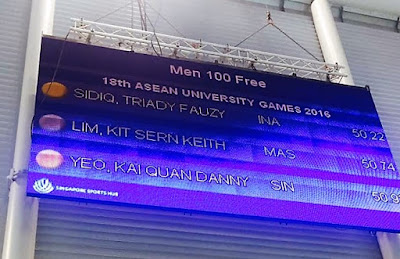 Men 100 Free
18th ASEAN UNIVERSITY GAMES 2016
SIDIQ, TRIADY FAUZY INA 50.22
LIM, KIT SERN KEITH MAS 50.74
YEO, KAI QUAN DANNY SIN
SINGAPORE SPORTS HUB